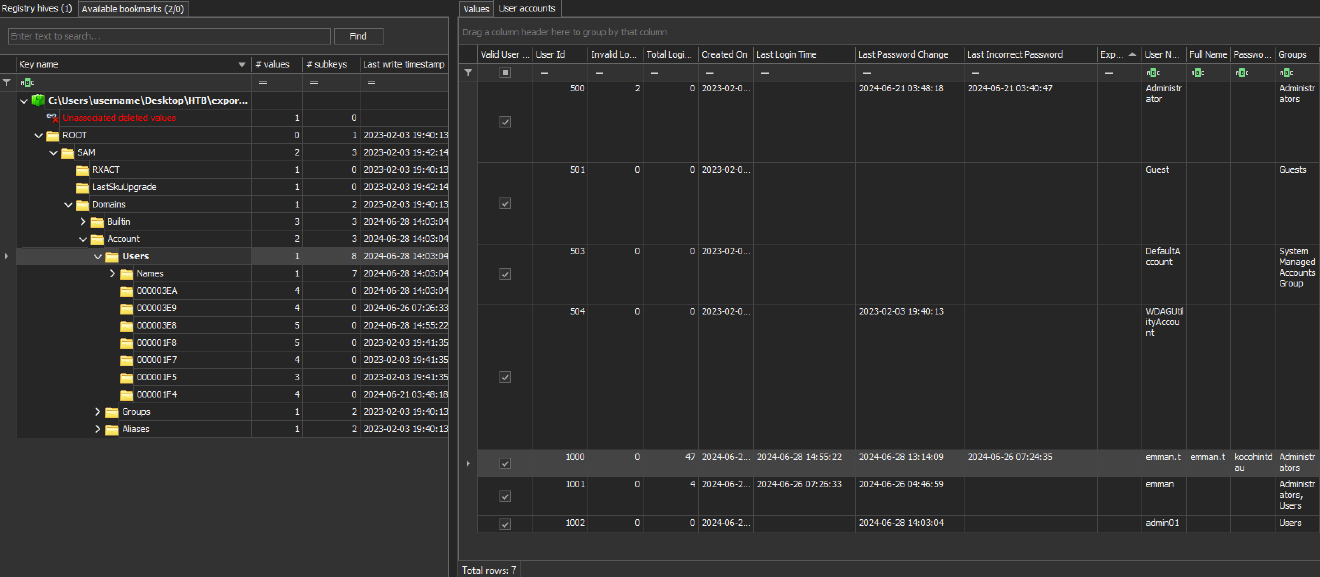 Registry hives (1) Available bookmarks (2/0)
Enter text to search... Find
Key name # values # subkeys Last write timestamp
C:\Users\username\Desktop\HTB\expor...
Unassociated deleted values 1 0
ROOT 0 1 2023-02-03 19:40:13
SAM 2 3 2023-02-03 19:42:14
RXACT 1 0 2023-02-03 19:40:13
LastSkuUpgrade 1 0 2023-02-03 19:42:14
Domains 1 2 2023-02-03 19:40:13
Builtin 3 3 2024-06-28 14:03:04
Account 2 3 2024-06-28 14:03:04
Users 1 8 2024-06-28 14:03:04
Names 1 7 2024-06-28 14:03:04
000003EA 4 0 2024-06-28 14:03:04
000003E9 4 0 2024-06-26 07:26:33
000003E8 5 0 2024-06-28 14:55:22
000001F8 5 0 2023-02-03 19:41:35
000001F7 4 0 2023-02-03 19:41:35
000001F5 3 0 2023-02-03 19:41:35
000001F4 4 0 2024-06-21 03:48:18
Groups 1 2 2023-02-03 19:40:13
Aliases 1 2 2023-02-03 19:40:13
Values User accounts
Drag a column header here to group by that column
Valid User ... User Id Invalid Lo... Total Logi... Created On Last Login Time Last Password Change Last Incorrect Password Exp... User N... Full Name Passwo... Groups
500 2 0 2023-02-0... 2024-06-21 03:48:18 2024-06-21 03:40:47 Administr Administr
ator ators
501 0 0 2023-02-0... Guest Guests
503 0 0 2023-02-0... DefaultA System
ccount Managed
Accounts
Group
504 0 0 2023-02-0... 2023-02-03 19:40:13 WDAGUtil
ityAccou
nt
1000 0 47 2024-06-2... 2024-06-28 14:55:22 2024-06-28 13:14:09 2024-06-26 07:24:35 emman.t emman.t kocohintd Administr
au ators
1001 0 4 2024-06-2... 2024-06-26 07:26:33 2024-06-26 04:46:59 emman Administr
ators,
Users
1002 0 0 2024-06-2... 2024-06-28 14:03:04 admin01 Users
Total rows: 7